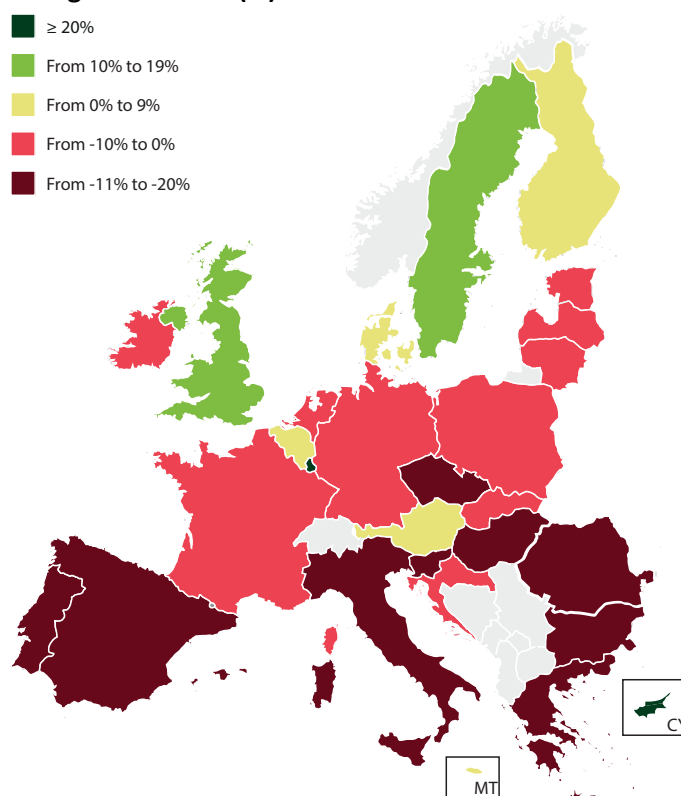 ≥ 20%
From 10% to 19%
From 0% to 9%
From -10% to 0%
From -11% to -20%
MT